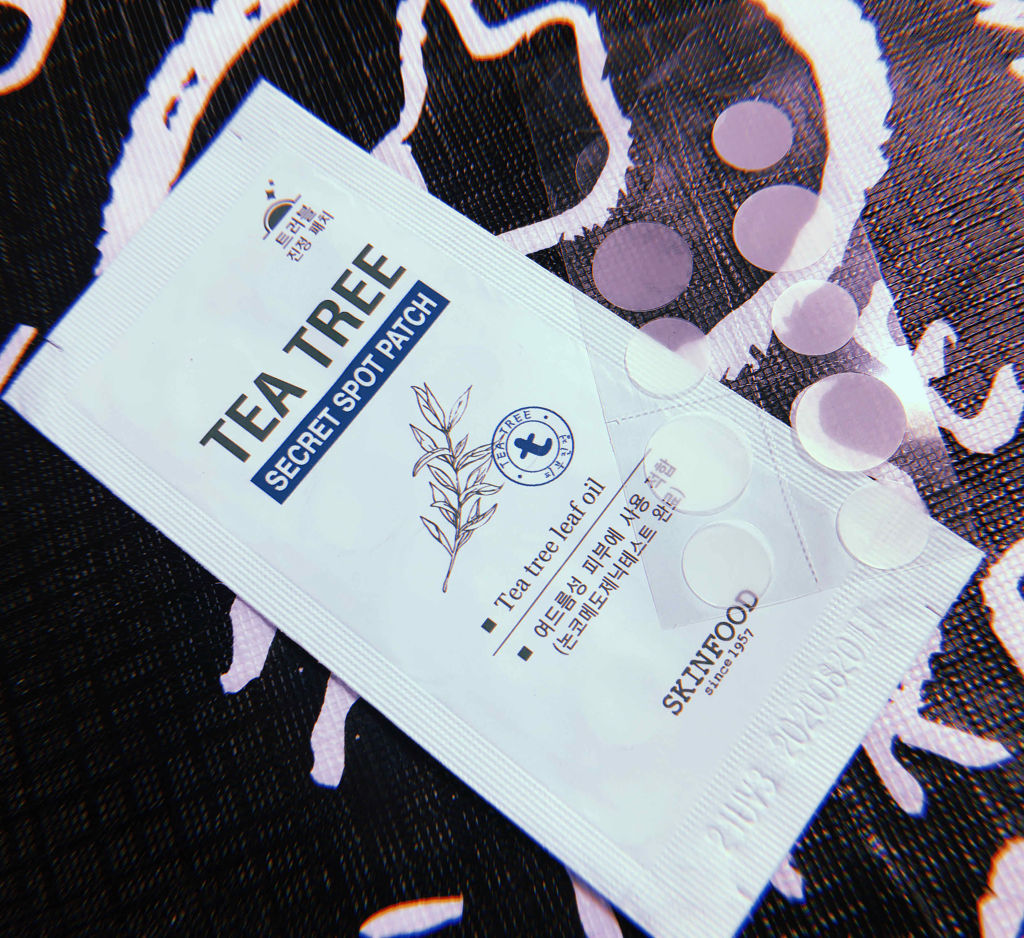 트러블
진정 패치
TEA TREE
SECRET SPOT PATCH
TEA TREE
t
Tea tree leaf oil
여드름성 피부에 사용 적합
(논코메도제닉테스트 완료)
SKINFOOD
since 1957